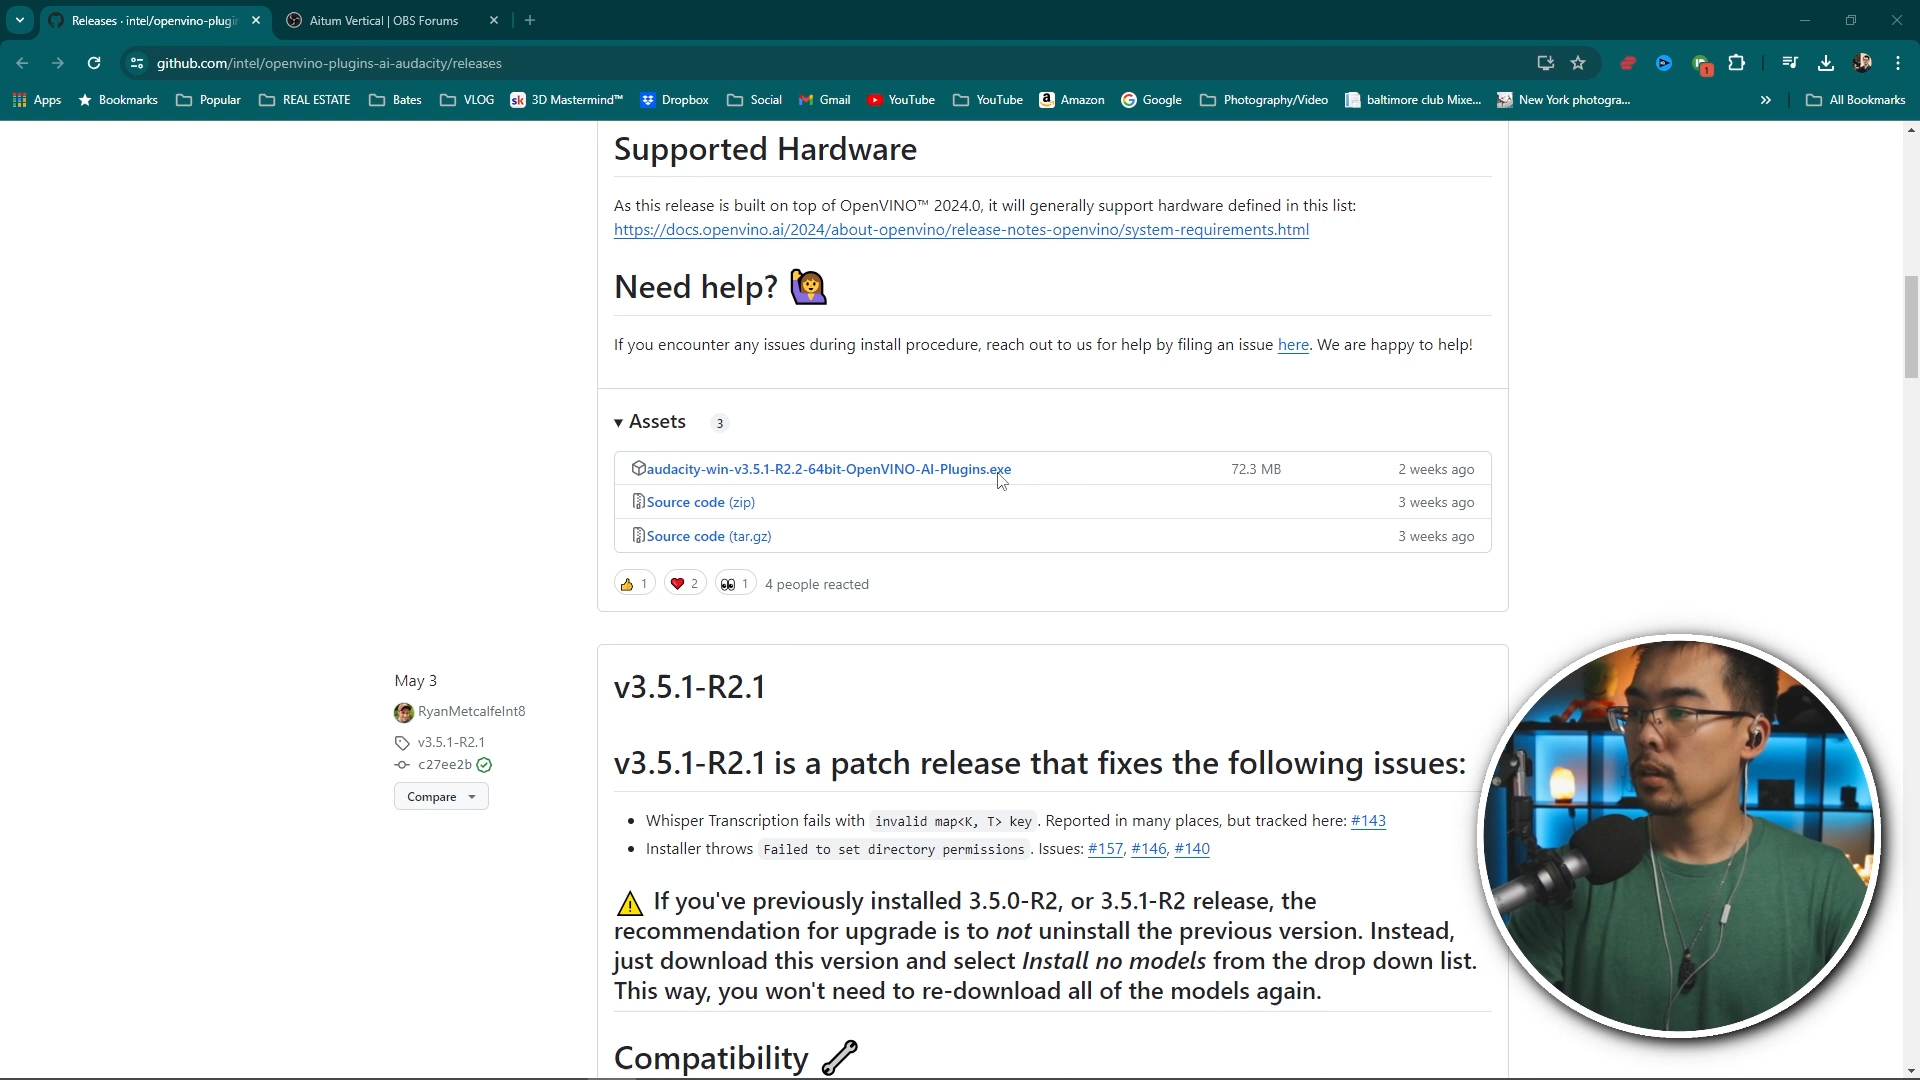 Releases · intel/openvino-plugi
Aitum Vertical | OBS Forums
github.com/intel/openvino-plugins-ai-audacity/releases
1
Apps
Bookmarks
Popular
REAL ESTATE
Bates
VLOG
sk 3D Mastermind™
Dropbox
Social
Gmail
YouTube
YouTube
Amazon
Google
Photography/Video
baltimore club Mixe...
New York photogra...
All Bookmarks
Supported Hardware
As this release is built on top of OpenVINO™ 2024.0, it will generally support hardware defined in this list:
https://docs.openvino.ai/2024/about-openvino/release-notes-openvino/system-requirements.html
Need help? 🙋
If you encounter any issues during install procedure, reach out to us for help by filing an issue here. We are happy to help!
Assets 3
audacity-win-v3.5.1-R2.2-64bit-OpenVINO-AI-Plugins.exe 72.3 MB 2 weeks ago
Source code (zip) 3 weeks ago
Source code (tar.gz) 3 weeks ago
👍 1 ❤️ 2 👀 1 4 people reacted
May 3
RyanMetcalfeInt8
v3.5.1-R2.1
c27ee2b
Compare
v3.5.1-R2.1
v3.5.1-R2.1 is a patch release that fixes the following issues:
• Whisper Transcription fails with invalid map<K, T> key. Reported in many places, but tracked here: #143
• Installer throws Failed to set directory permissions. Issues: #157, #146, #140
⚠️ If you've previously installed 3.5.0-R2, or 3.5.1-R2 release, the
recommendation for upgrade is to not uninstall the previous version. Instead,
just download this version and select Install no models from the drop down list.
This way, you won't need to re-download all of the models again.
Compatibility 🔧